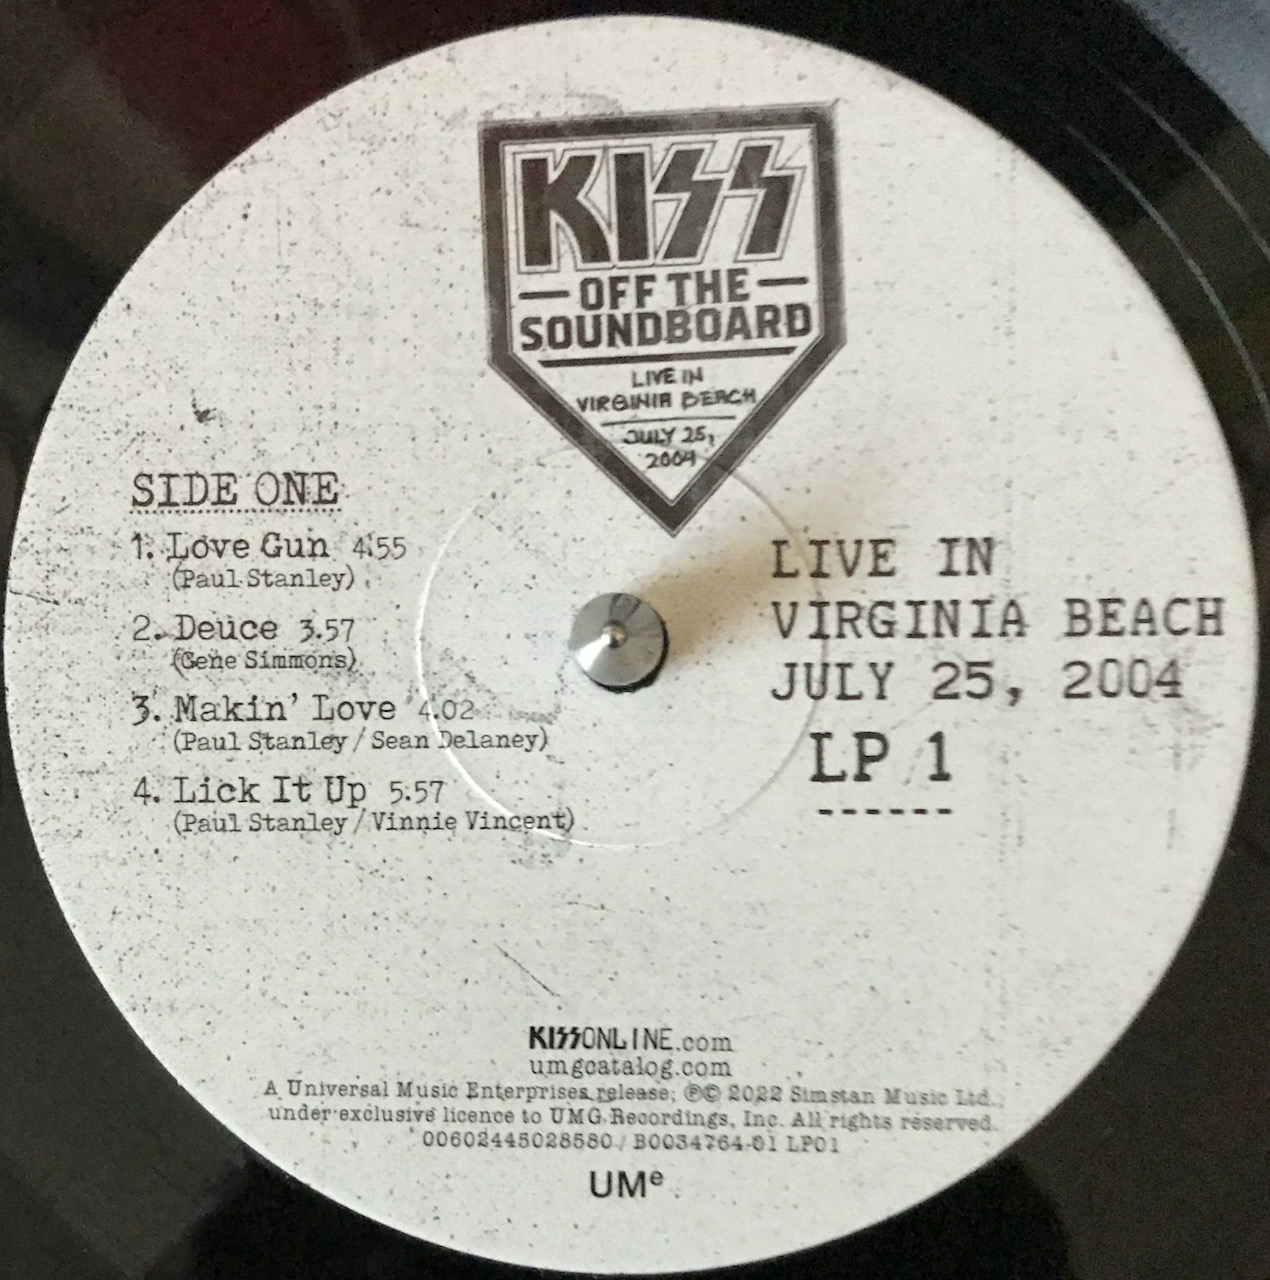 KISS
OFF THE
SOUNDBOARD
LIVE IN
VIRGINIA BEACH
JULY 25,
2004
SIDE ONE
1. Love Gun 4:55
(Paul Stanley)
2. Deuce 3.57
(Gene Simmons)
3. Makin' Love 4.02
(Paul Stanley / Sean Delaney)
4. Lick It Up 5:57
(Paul Stanley / Vinnie Vincent)
LIVE IN
VIRGINIA BEACH
JULY 25, 2004
LP 1
KISSONLINE.com
umgcatalog.com
A Universal Music Enterprises release; ℗© 2022 Simstan Music Ltd.,
under exclusive licence to UMG Recordings, Inc. All rights reserved.
00602445028580 / B0034764-01 LP01
UMe